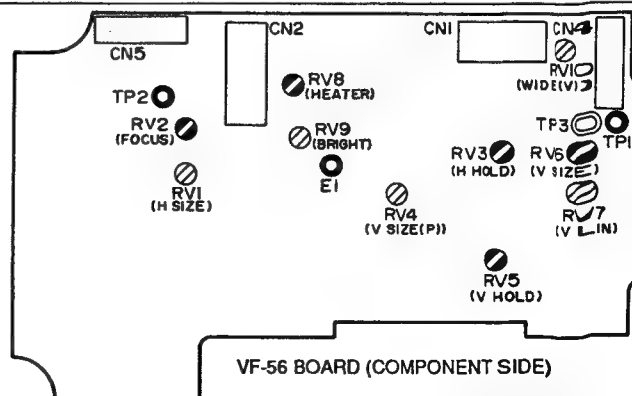 CN5
CN2
CN1
CN4
RV10
(WIDE(V))
TP2
RV8
(HEATER)
RV2
(FOCUS)
RV9
(BRIGHT)
E1
TP3
TP1
RV3
(H HOLD)
RV6
(V SIZE)
RV1
(H SIZE)
RV4
(V SIZE(P))
RV7
(V LIN)
RV5
(V HOLD)
VF-56 BOARD (COMPONENT SIDE)